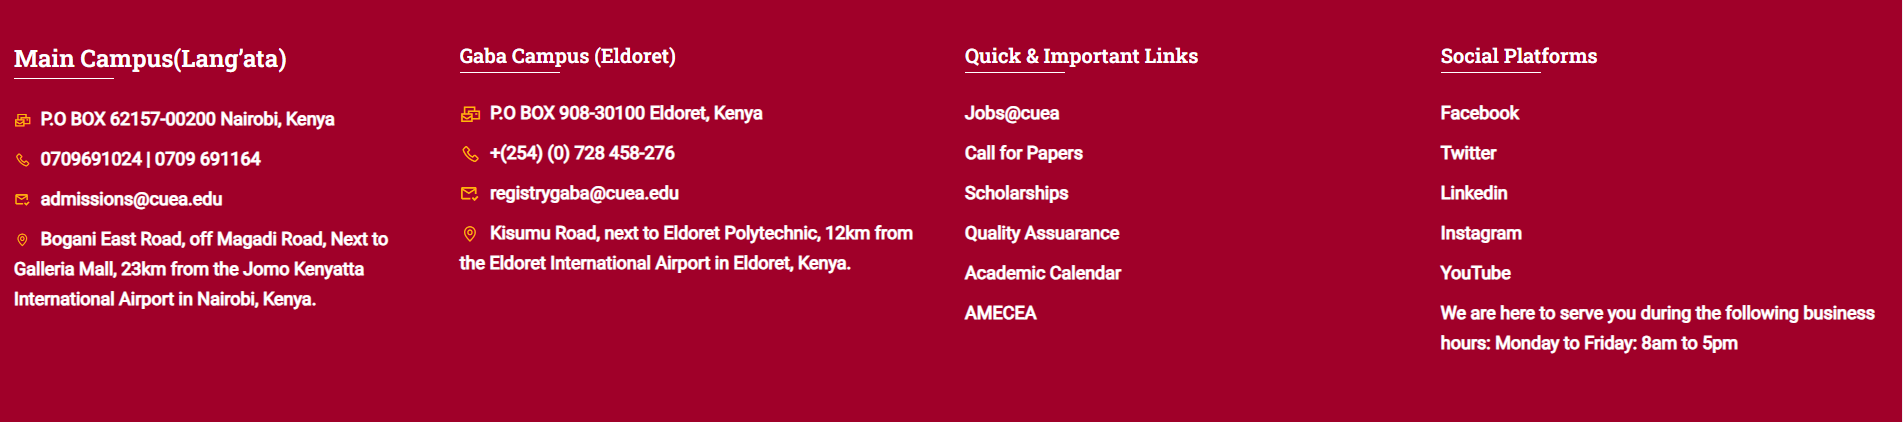 Main Campus(Lang’ata)
P.O BOX 62157-00200 Nairobi, Kenya
0709691024 | 0709 691164
admissions@cuea.edu
Bogani East Road, off Magadi Road, Next to
Galleria Mall, 23km from the Jomo Kenyatta
International Airport in Nairobi, Kenya.
Gaba Campus (Eldoret)
P.O BOX 908-30100 Eldoret, Kenya
+(254) (0) 728 458-276
registrygaba@cuea.edu
Kisumu Road, next to Eldoret Polytechnic, 12km from
the Eldoret International Airport in Eldoret, Kenya.
Quick & Important Links
Jobs@cuea
Call for Papers
Scholarships
Quality Assuarance
Academic Calendar
AMECEA
Social Platforms
Facebook
Twitter
Linkedin
Instagram
YouTube
We are here to serve you during the following business
hours: Monday to Friday: 8am to 5pm